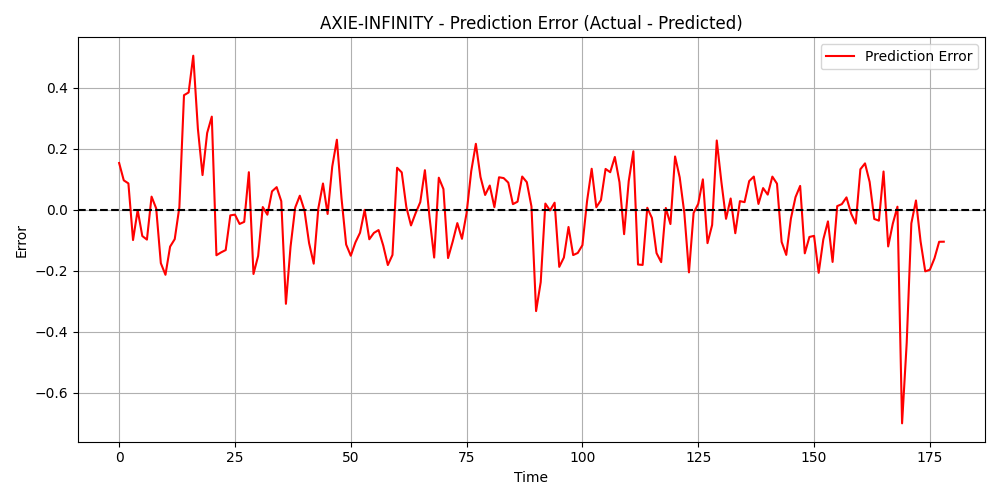 AXIE-INFINITY - Prediction Error (Actual - Predicted)
Prediction Error
0.4
0.2
0.0
−0.2
−0.4
−0.6
Error
0 25 50 75 100 125 150 175
Time